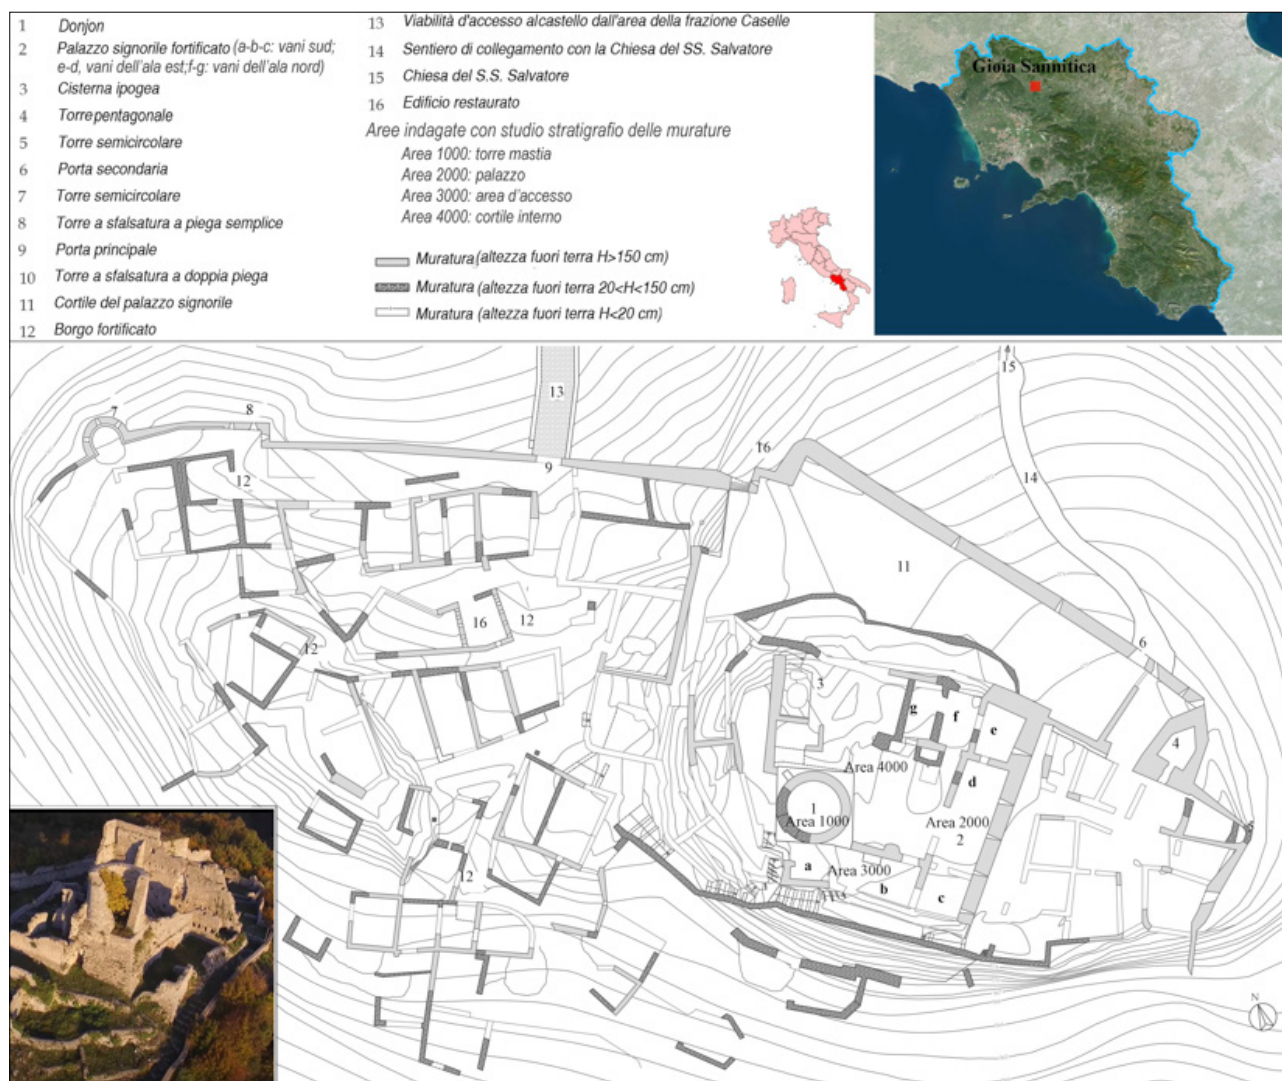 1 Donjon
2 Palazzo signorile fortificato (a-b-c: vani sud;
e-d, vani dell'ala est;f-g: vani dell'ala nord)
3 Cisterna ipogea
4 Torre pentagonale
5 Torre semicircolare
6 Porta secondaria
7 Torre semicircolare
8 Torre a sfalsatura a piega semplice
9 Porta principale
10 Torre a sfalsatura a doppia piega
11 Cortile del palazzo signorile
12 Borgo fortificato
13 Viabilità d'accesso alcastello dall'area della frazione Caselle
14 Sentiero di collegamento con la Chiesa del SS. Salvatore
15 Chiesa del S.S. Salvatore
16 Edificio restaurato
Aree indagate con studio stratigrafio delle murature
Area 1000: torre mastia
Area 2000: palazzo
Area 3000: area d'accesso
Area 4000: cortile interno
Muratura (altezza fuori terra H>150 cm)
Muratura (altezza fuori terra 20<H<150 cm)
Muratura (altezza fuori terra H<20 cm)
Gioia Sannitica
15
13
7
8
16
9
12
14
11
16
12
12
6
3
g
f
e
4
Area 4000
d
1
Area 1000
Area 2000
2
5
a
Area 3000
b
c
12
N